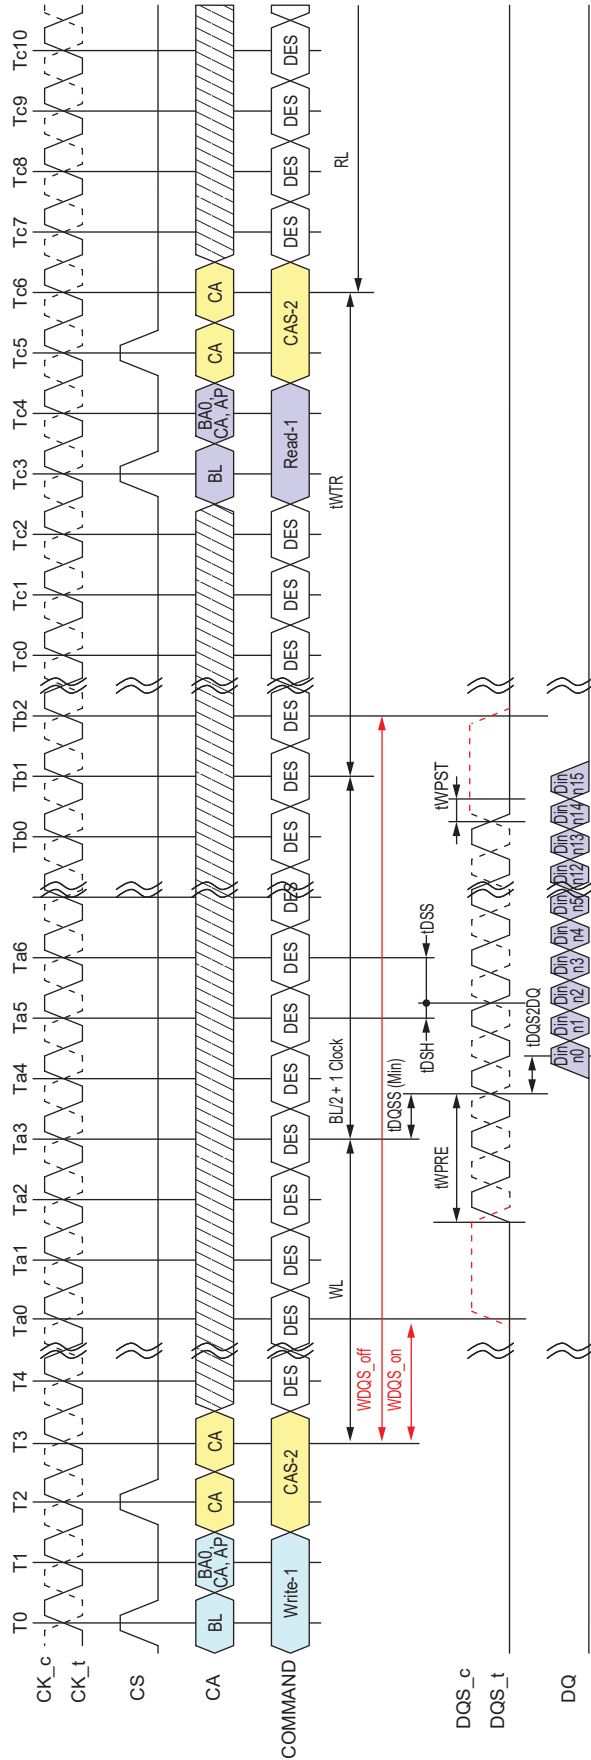 T0 T1 T2 T3 T4 Ta0 Ta1 Ta2 Ta3 Ta4 Ta5 Ta6 Tb0 Tb1 Tb2 Tc0 Tc1 Tc2 Tc3 Tc4 Tc5 Tc6 Tc7 Tc8 Tc9 Tc10
CK_c
CK_t
CS
CA BL BA0, CA, AP CA CA BL BA0, CA, AP CA CA
COMMAND Write-1 CAS-2 DES DES DES DES DES DES DES DES DES DES DES DES DES DES DES Read-1 CAS-2 DES DES DES DES
WL BL/2 + 1 Clock tWTR RL
WDQS_off
WDQS_on tDQSS (Min)
tDSH tDSS
tWPRE tWPST
DQS_c
DQS_t
tDQS2DQ
DQ Din n0 Din n1 Din n2 Din n3 Din n4 Din n5 Din n12 Din n13 Din n14 Din n15